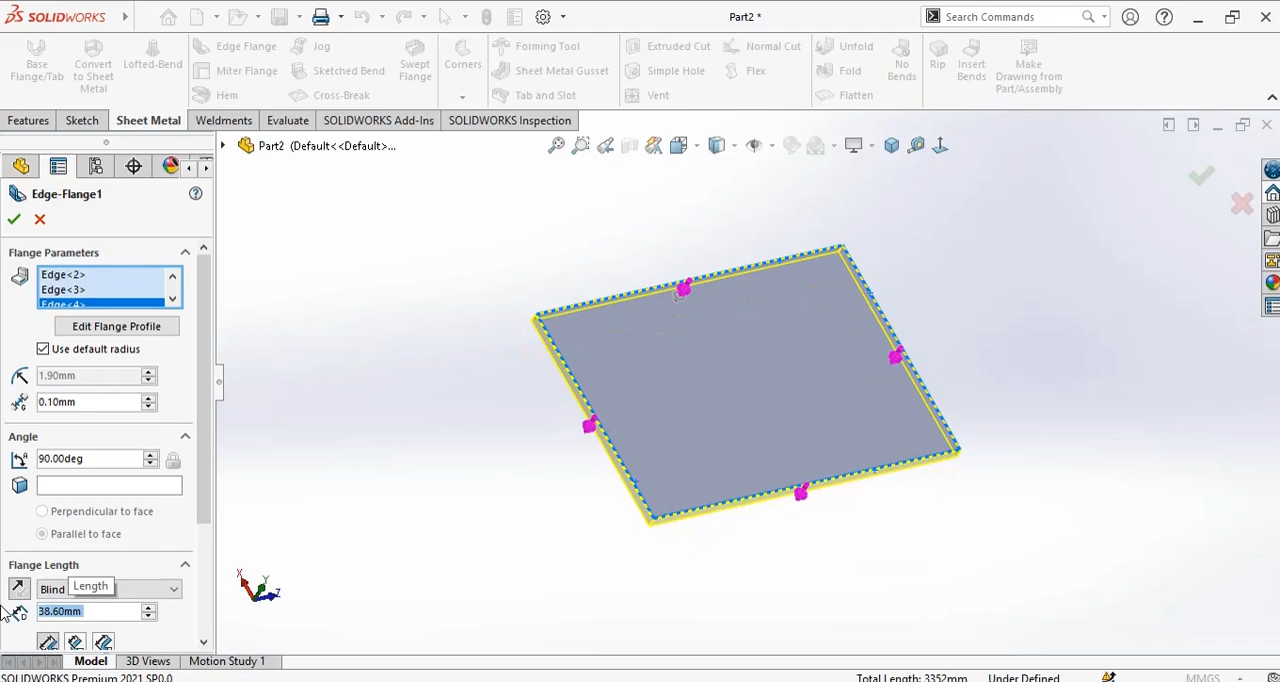 SOLIDWORKS
Part2 *
Search Commands
Base Flange/Tab
Convert to Sheet Metal
Lofted-Bend
Edge Flange
Miter Flange
Hem
Jog
Sketched Bend
Cross-Break
Swept Flange
Corners
Forming Tool
Sheet Metal Gusset
Tab and Slot
Extruded Cut
Simple Hole
Vent
Normal Cut
Flex
Unfold
Fold
Flatten
No Bends
Rip
Insert Bends
Make Drawing from Part/Assembly
Features
Sketch
Sheet Metal
Weldments
Evaluate
SOLIDWORKS Add-Ins
SOLIDWORKS Inspection
Part2 (Default<<Default>...
Edge-Flange1
Flange Parameters
Edge<2>
Edge<3>
Edge<4>
Edit Flange Profile
Use default radius
1.90mm
0.10mm
Angle
90.00deg
Perpendicular to face
Parallel to face
Flange Length
Blind
Length
38.60mm
X
Y
Z
Model
3D Views
Motion Study 1
SOLIDWORKS Premium 2021 SP0.0
Total Length: 3352mm
Under Defined
MMGS